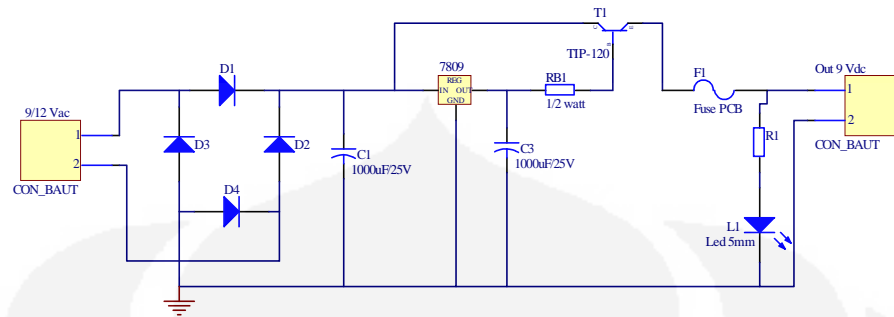 9/12 Vac
1
2
CON_BAUT
D1
D3
D2
D4
C1
1000uF/25V
7809
REG
IN OUT
GND
C3
1000uF/25V
RB1
1/2 watt
T1
TIP-120
F1
Fuse PCB
R1
L1
Led 5mm
Out 9 Vdc
1
2
CON_BAUT